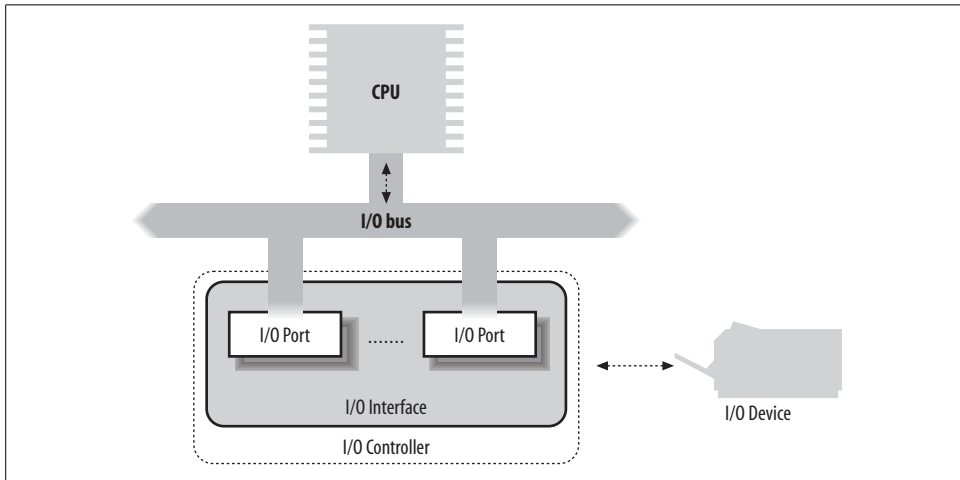 CPU
I/O bus
I/O Port
.......
I/O Port
I/O Interface
I/O Device
I/O Controller